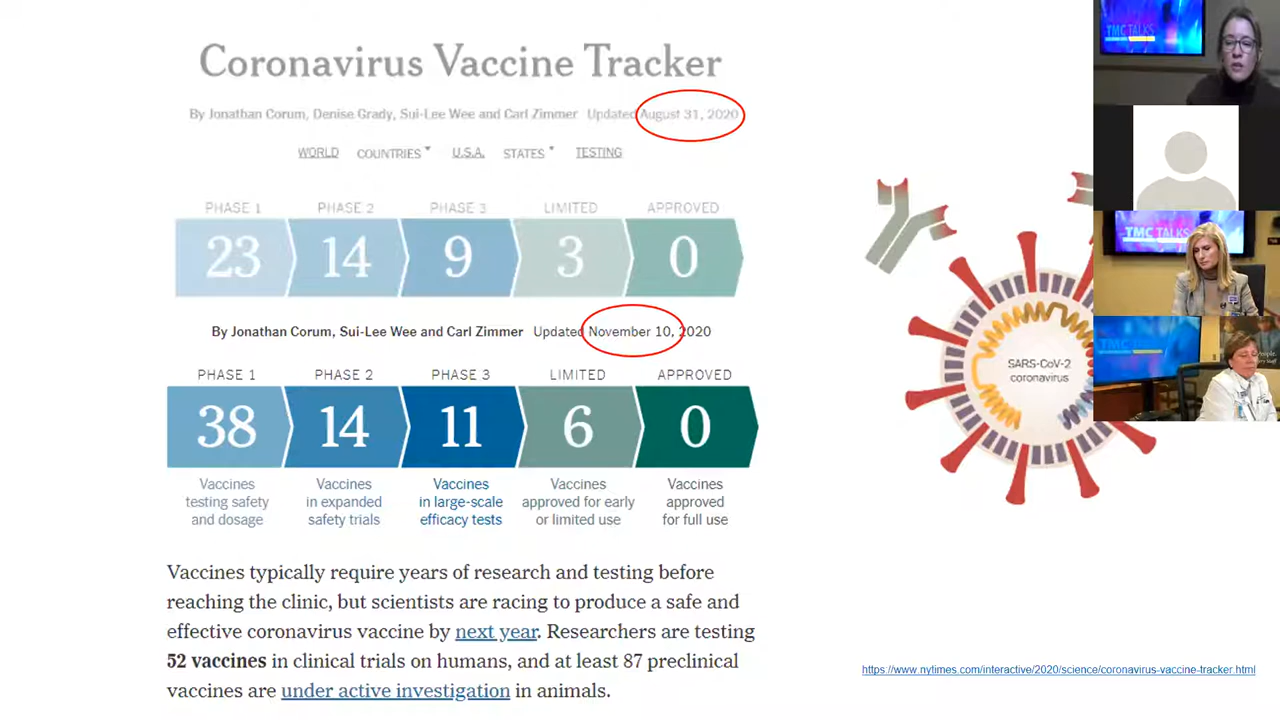 Coronavirus Vaccine Tracker
By Jonathan Corum, Denise Grady, Sui-Lee Wee and Carl Zimmer Updated August 31, 2020
WORLD COUNTRIES U.S.A. STATES TESTING
PHASE 1 PHASE 2 PHASE 3 LIMITED APPROVED
23 14 9 3 0
By Jonathan Corum, Sui-Lee Wee and Carl Zimmer Updated November 10, 2020
PHASE 1 PHASE 2 PHASE 3 LIMITED APPROVED
38 14 11 6 0
Vaccines testing safety and dosage
Vaccines in expanded safety trials
Vaccines in large-scale efficacy tests
Vaccines approved for early or limited use
Vaccines approved for full use
Vaccines typically require years of research and testing before
reaching the clinic, but scientists are racing to produce a safe and
effective coronavirus vaccine by next year. Researchers are testing
52 vaccines in clinical trials on humans, and at least 87 preclinical
vaccines are under active investigation in animals.
SARS-CoV-2
coronavirus
https://www.nytimes.com/interactive/2020/science/coronavirus-vaccine-tracker.html
TMC TALKS
TMC TALKS